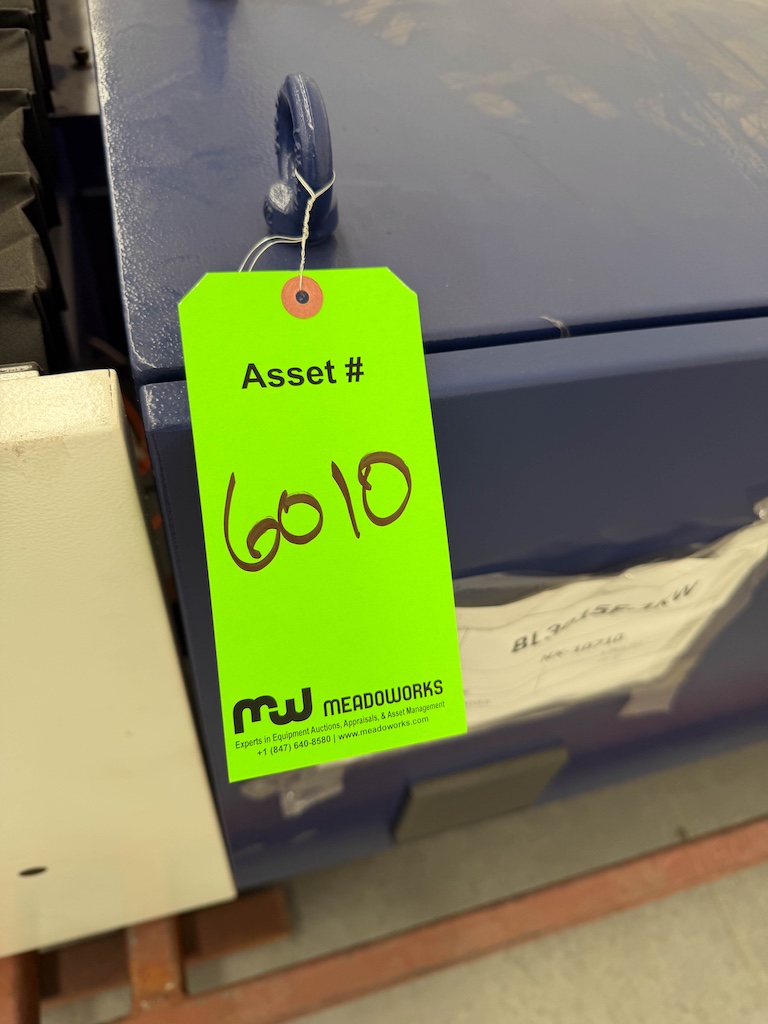 Asset #
6010
mw MEADOWORKS
Experts in Equipment Auctions, Appraisals, & Asset Management
+1 (847) 640-8580 | www.meadoworks.com